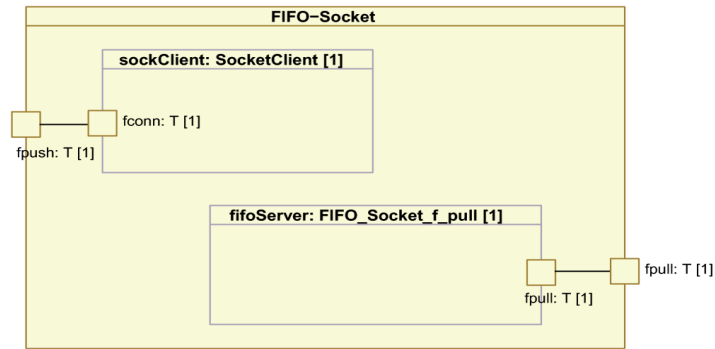 FIFO−Socket
sockClient: SocketClient [1]
fconn: T [1]
fpush: T [1]
fifoServer: FIFO_Socket_f_pull [1]
fpull: T [1]
fpull: T [1]